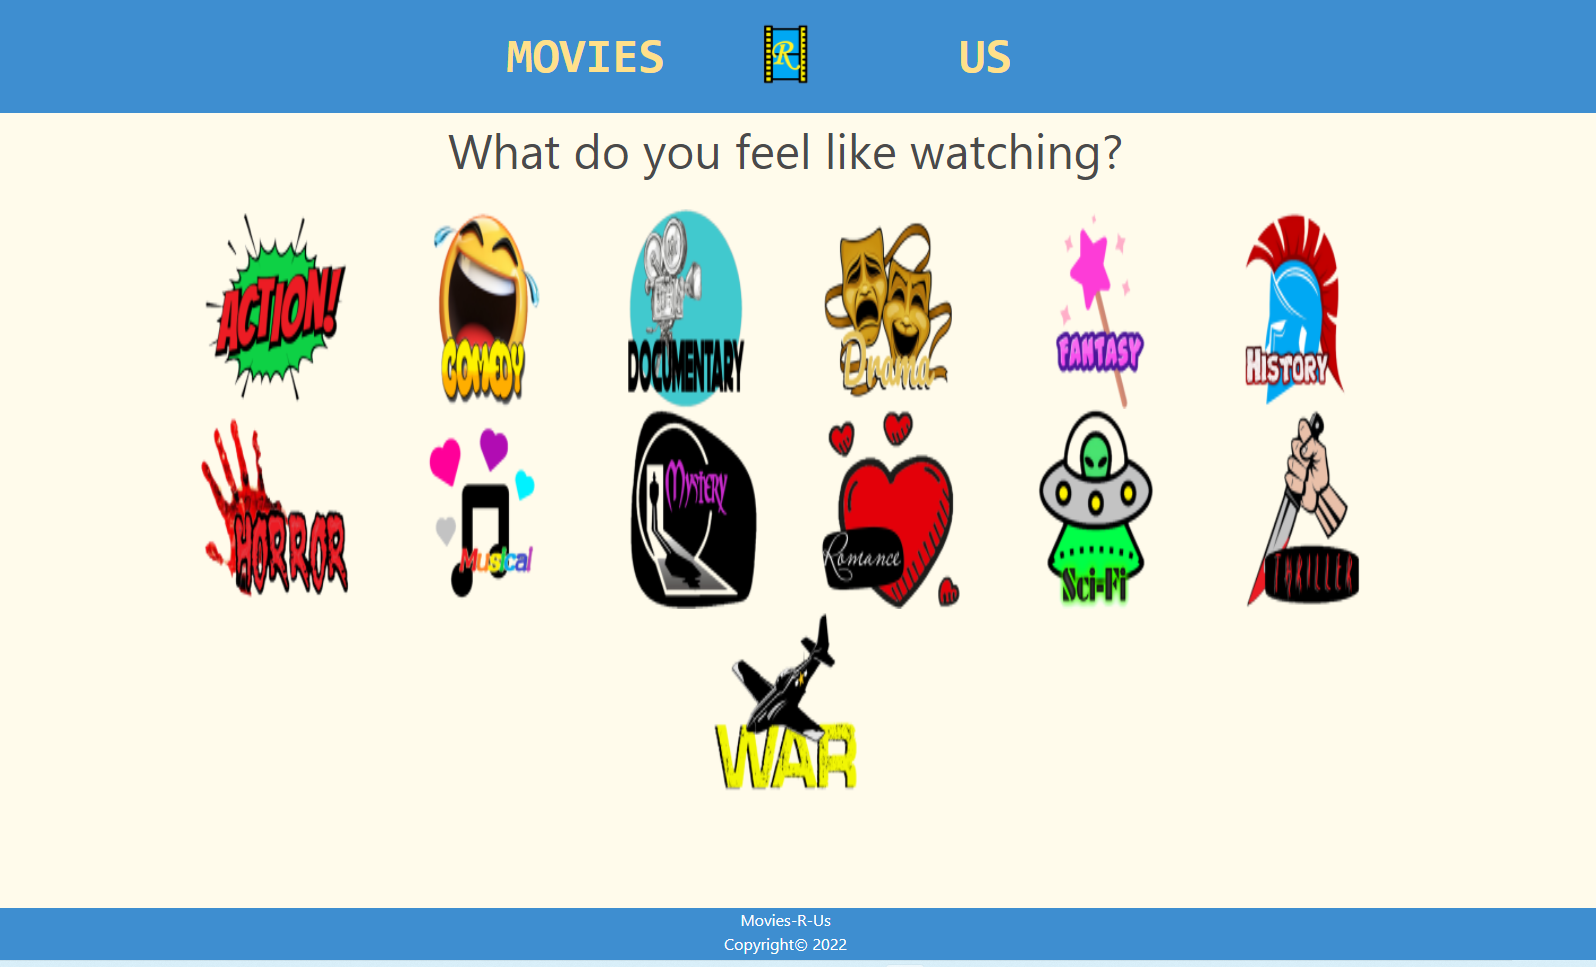 MOVIES R US
What do you feel like watching?
ACTION! COMEDY DOCUMENTARY Drama FANTASY HISTORY
HORROR Musical MYSTERY Romance Sci-Fi THRILLER
WAR
Movies-R-Us
Copyright© 2022